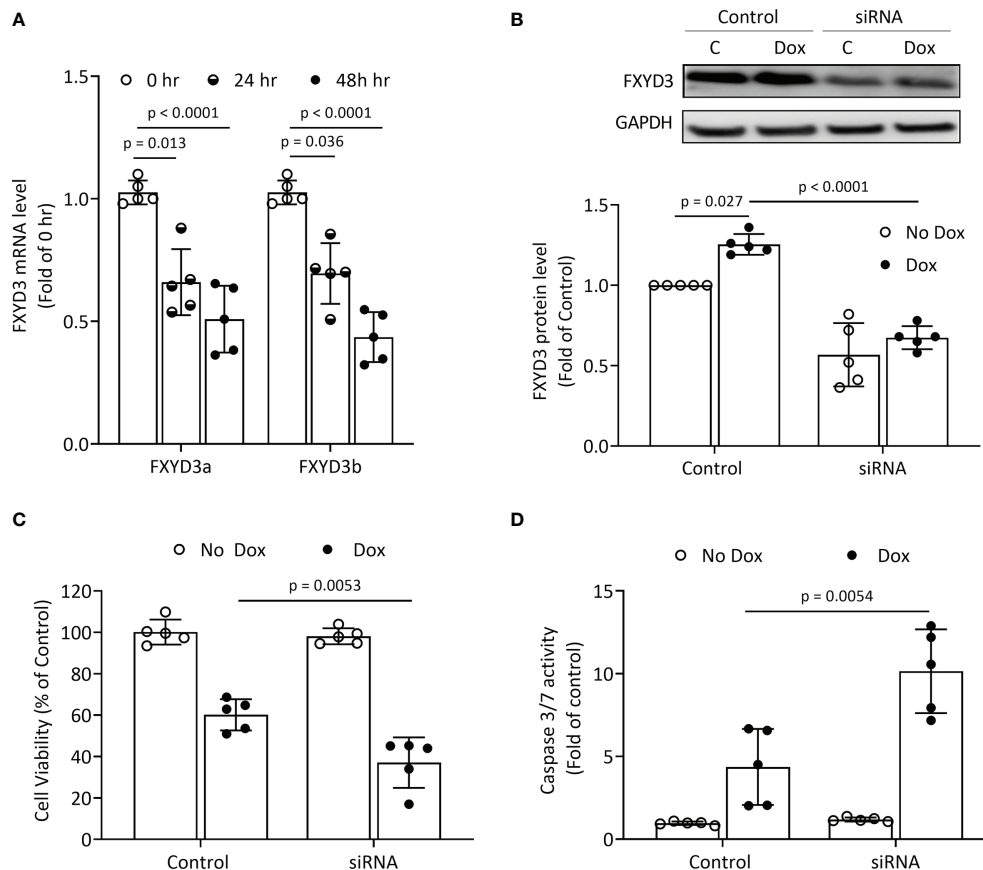 A
1.5
0 hr 24 hr 48h hr
p < 0.0001 p < 0.0001
p = 0.013 p = 0.036
1.0
0.5
0.0
FXYD3 mRNA level
(Fold of 0 hr)
FXYD3a FXYD3b
B
Control siRNA
C Dox C Dox
FXYD3
GAPDH
1.5
p = 0.027
p < 0.0001
No Dox
Dox
1.0
0.5
0.0
FXYD3 protein level
(Fold of Control)
Control siRNA
C
No Dox Dox
p = 0.0053
120
100
80
60
40
20
0
Cell Viability (% of Control)
Control siRNA
D
No Dox Dox
p = 0.0054
15
10
5
0
Caspase 3/7 activity
(Fold of control)
Control siRNA